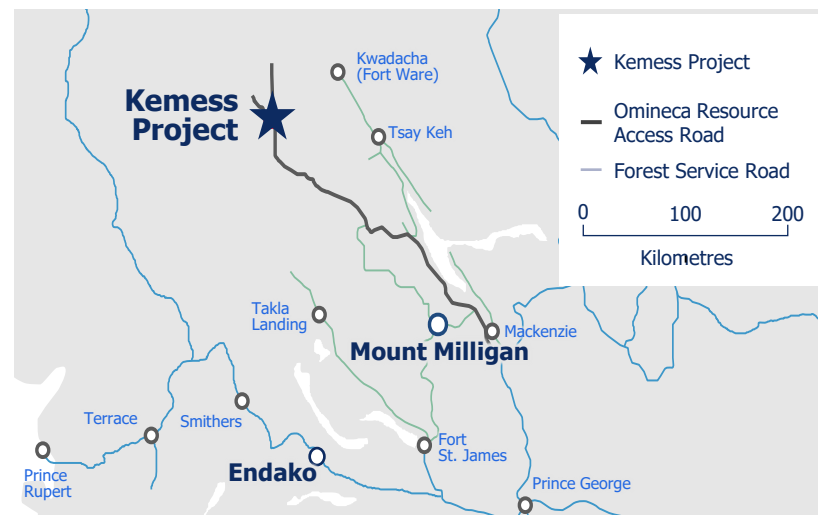 Kwadacha
(Fort Ware)
Kemess
Project
Tsay Keh
Kemess Project
Omineca Resource
Access Road
Forest Service Road
0 100 200
Kilometres
Takla
Landing
Mackenzie
Mount Milligan
Terrace
Smithers
Fort
St. James
Endako
Prince
Rupert
Prince George